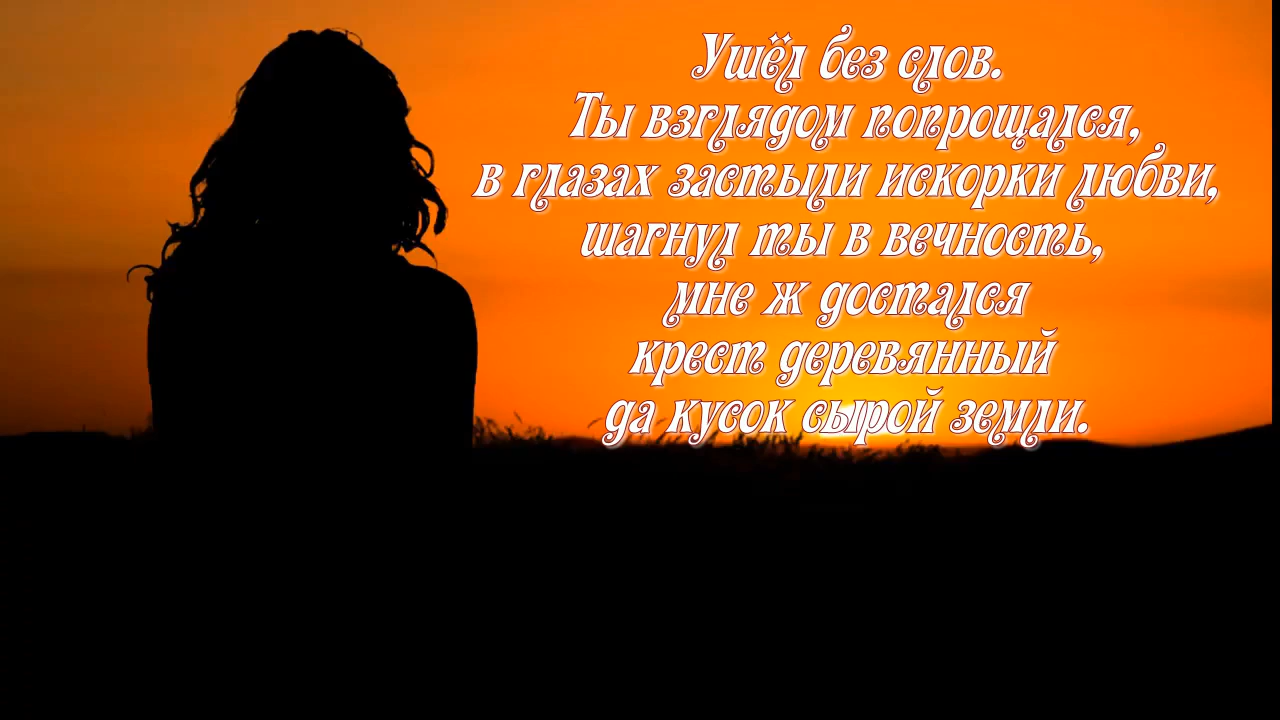 Ушёл без слов.
Ты взглядом попрощался,
в глазах застыли искорки любви,
шагнул ты в вечность,
мне ж достался
крест деревянный
да кусок сырой земли.